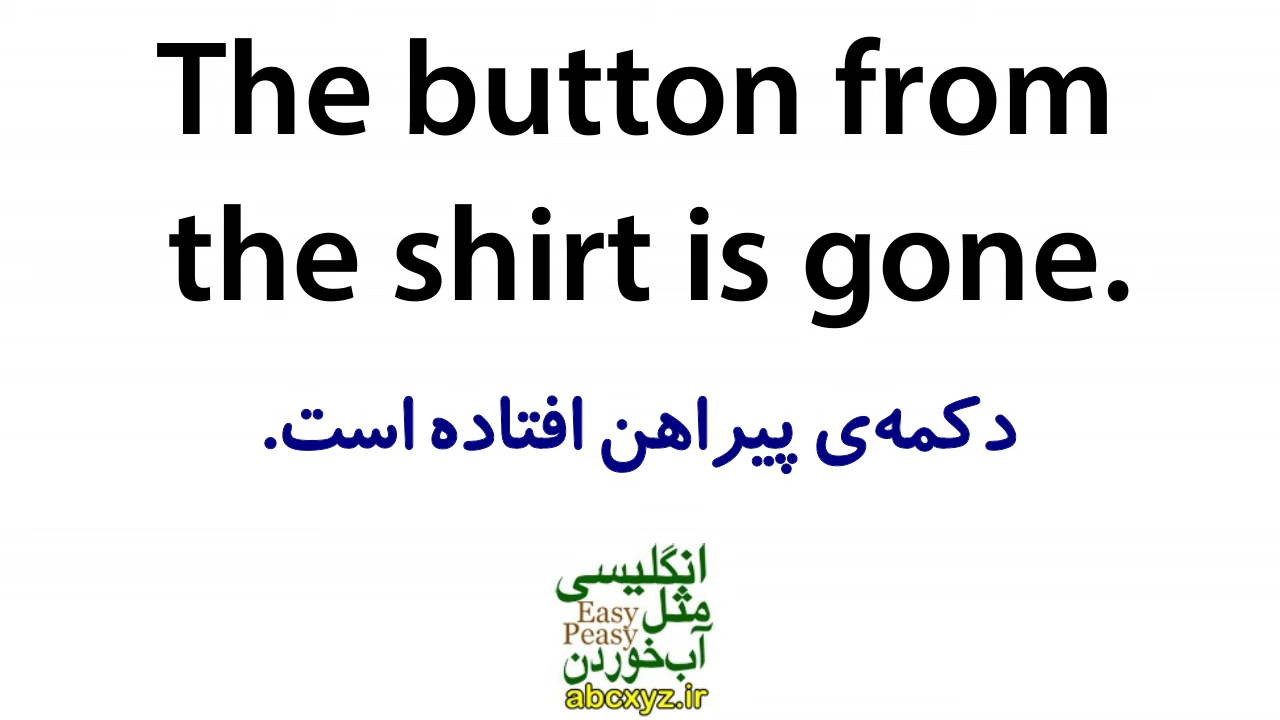 The button from
the shirt is gone.
دکمه‌ی پیراهن افتاده است.
انگلیسی
مثل
Easy
Peasy
آب‌خوردن
abcxyz.ir